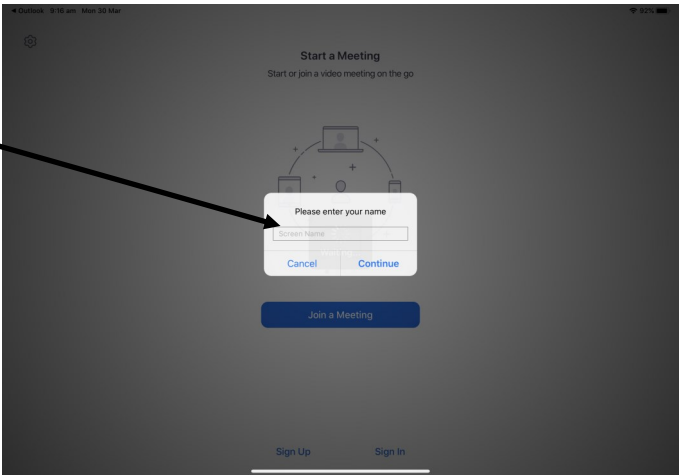 Outlook 9:16 am Mon 30 Mar
92%
Start a Meeting
Start or join a video meeting on the go
Please enter your name
Screen Name
Cancel
Continue
Join a Meeting
Sign Up
Sign In